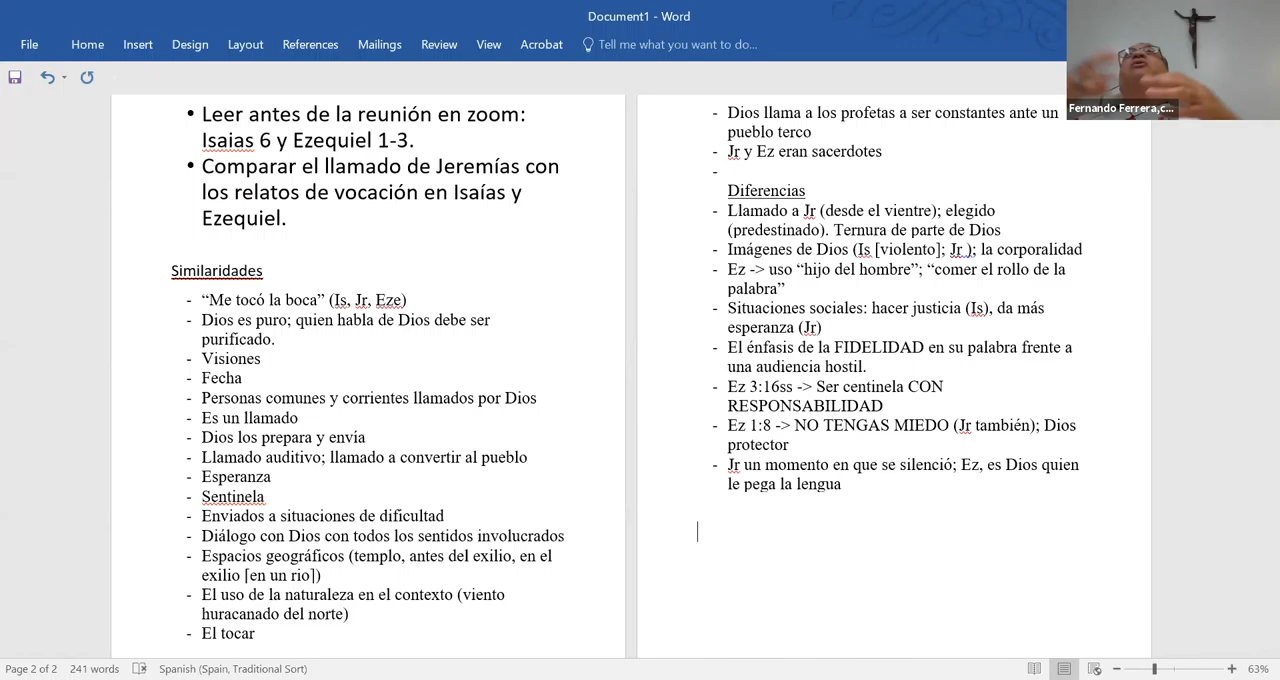 Document1 - Word
File Home Insert Design Layout References Mailings Review View Acrobat Tell me what you want to do...
Fernando Ferrera,c...
• Leer antes de la reunión en zoom:
Isaias 6 y Ezequiel 1-3.
• Comparar el llamado de Jeremías con
los relatos de vocación en Isaías y
Ezequiel.
Similaridades
- “Me tocó la boca” (Is, Jr, Eze)
- Dios es puro; quien habla de Dios debe ser
purificado.
- Visiones
- Fecha
- Personas comunes y corrientes llamados por Dios
- Es un llamado
- Dios los prepara y envía
- Llamado auditivo; llamado a convertir al pueblo
- Esperanza
- Sentinela
- Enviados a situaciones de dificultad
- Diálogo con Dios con todos los sentidos involucrados
- Espacios geográficos (templo, antes del exilio, en el
exilio [en un rio])
- El uso de la naturaleza en el contexto (viento
huracanado del norte)
- El tocar
- Dios llama a los profetas a ser constantes ante un
pueblo terco
- Jr y Ez eran sacerdotes
-
Diferencias
- Llamado a Jr (desde el vientre); elegido
(predestinado). Ternura de parte de Dios
- Imágenes de Dios (Is [violento]; Jr ); la corporalidad
- Ez -> uso “hijo del hombre”; “comer el rollo de la
palabra”
- Situaciones sociales: hacer justicia (Is), da más
esperanza (Jr)
- El énfasis de la FIDELIDAD en su palabra frente a
una audiencia hostil.
- Ez 3:16ss -> Ser centinela CON
RESPONSABILIDAD
- Ez 1:8 -> NO TENGAS MIEDO (Jr también); Dios
protector
- Jr un momento en que se silenció; Ez, es Dios quien
le pega la lengua
Page 2 of 2 241 words Spanish (Spain, Traditional Sort) 63%